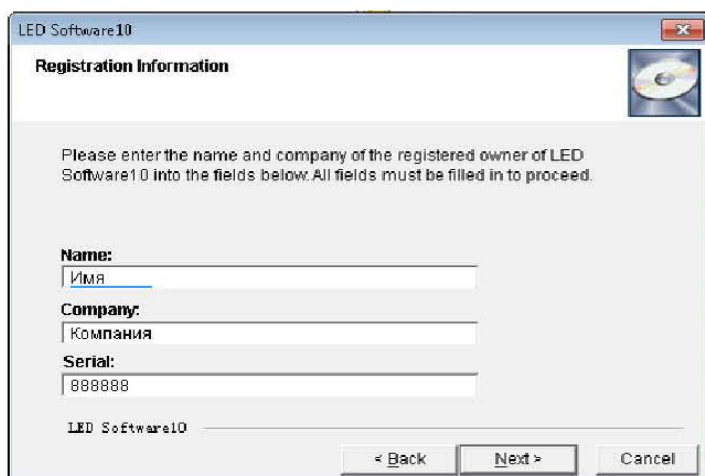 LED Software10
Registration Information
Please enter the name and company of the registered owner of LED
Software10 into the fields below.All fields must be filled in to proceed.
Name:
Имя
Company:
Компания
Serial:
888888
LED Software10
< Back
Next >
Cancel